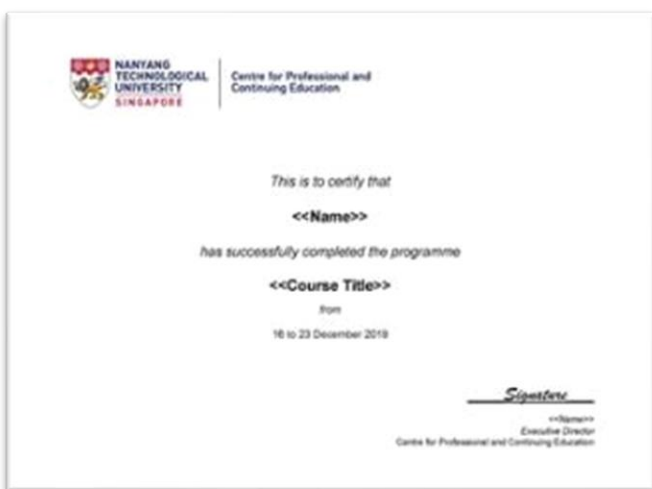 NANYANG
TECHNOLOGICAL
UNIVERSITY
SINGAPORE
Centre for Professional and
Continuing Education
This is to certify that
<<Name>>
has successfully completed the programme
<<Course Title>>
from
16 to 23 December 2019
Signature
<<Name>>
Executive Director
Centre for Professional and Continuing Education